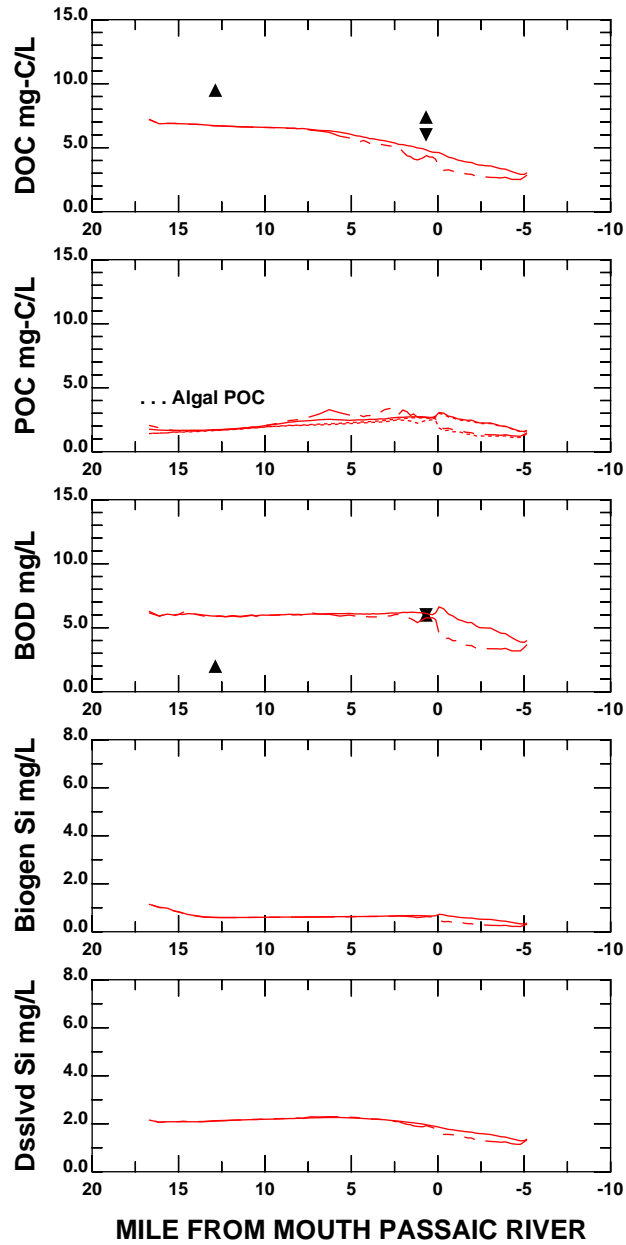 DOC mg-C/L
15.0
10.0
5.0
0.0
20 15 10 5 0 -5 -10
POC mg-C/L
15.0
10.0
5.0
0.0
. . . Algal POC
20 15 10 5 0 -5 -10
BOD mg/L
15.0
10.0
5.0
0.0
20 15 10 5 0 -5 -10
Biogen Si mg/L
8.0
6.0
4.0
2.0
0.0
20 15 10 5 0 -5 -10
Dsslvd Si mg/L
8.0
6.0
4.0
2.0
0.0
20 15 10 5 0 -5 -10
MILE FROM MOUTH PASSAIC RIVER